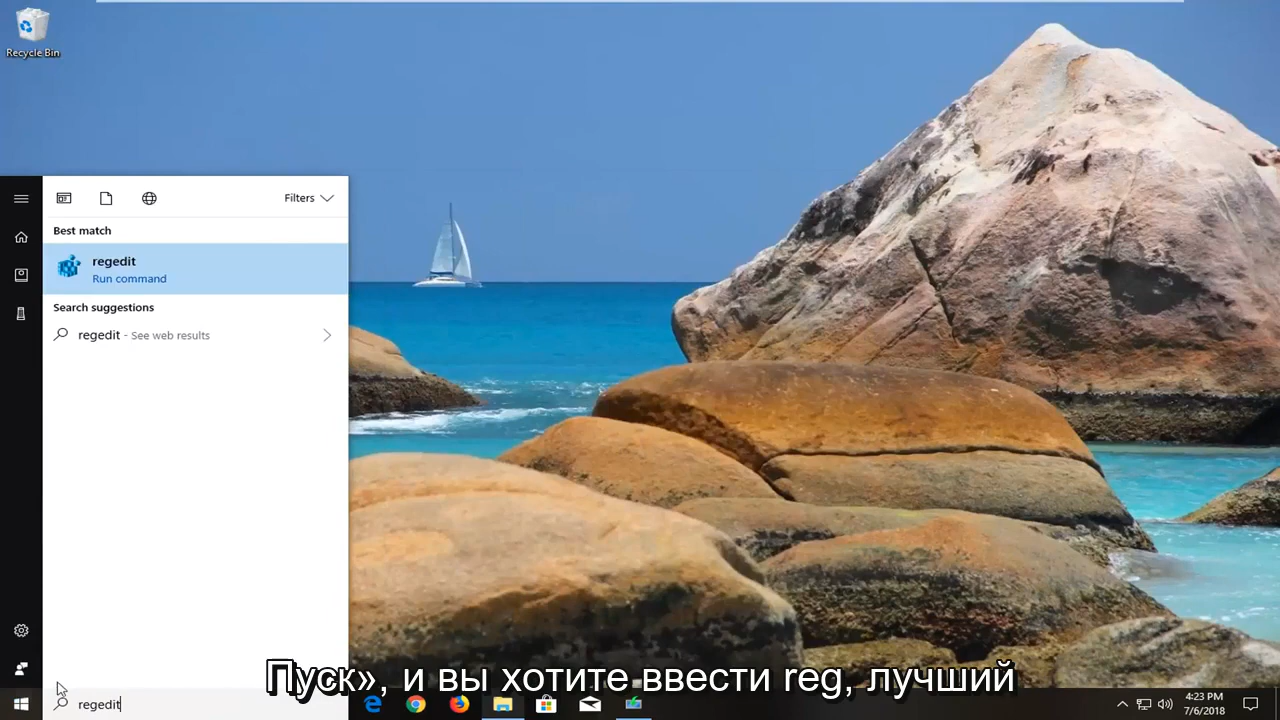 Recycle Bin
Filters
Best match
regedit
Run command
Search suggestions
regedit - See web results
Пуск», и вы хотите ввести reg, лучший
regedit
4:23 PM
7/6/2018